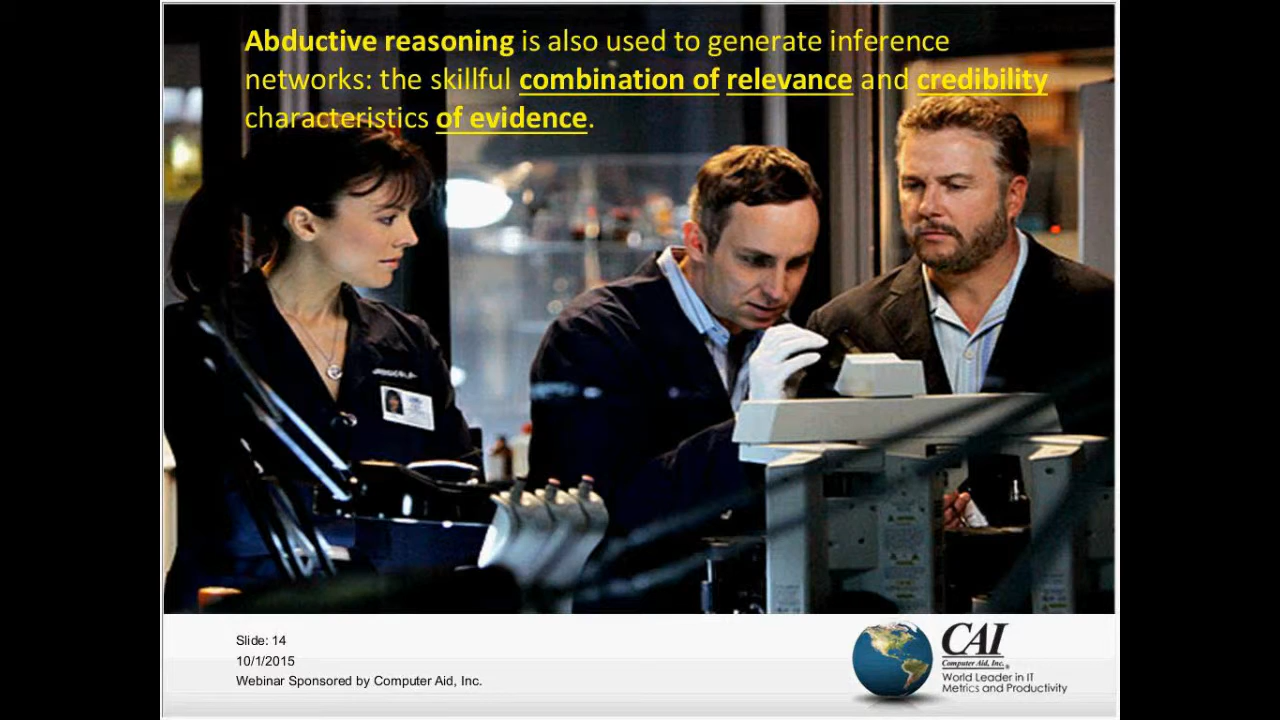 Abductive reasoning is also used to generate inference
networks: the skillful combination of relevance and credibility
characteristics of evidence.
Slide: 14
10/1/2015
Webinar Sponsored by Computer Aid, Inc.
CAI
Computer Aid, Inc.®
World Leader in IT
Metrics and Productivity